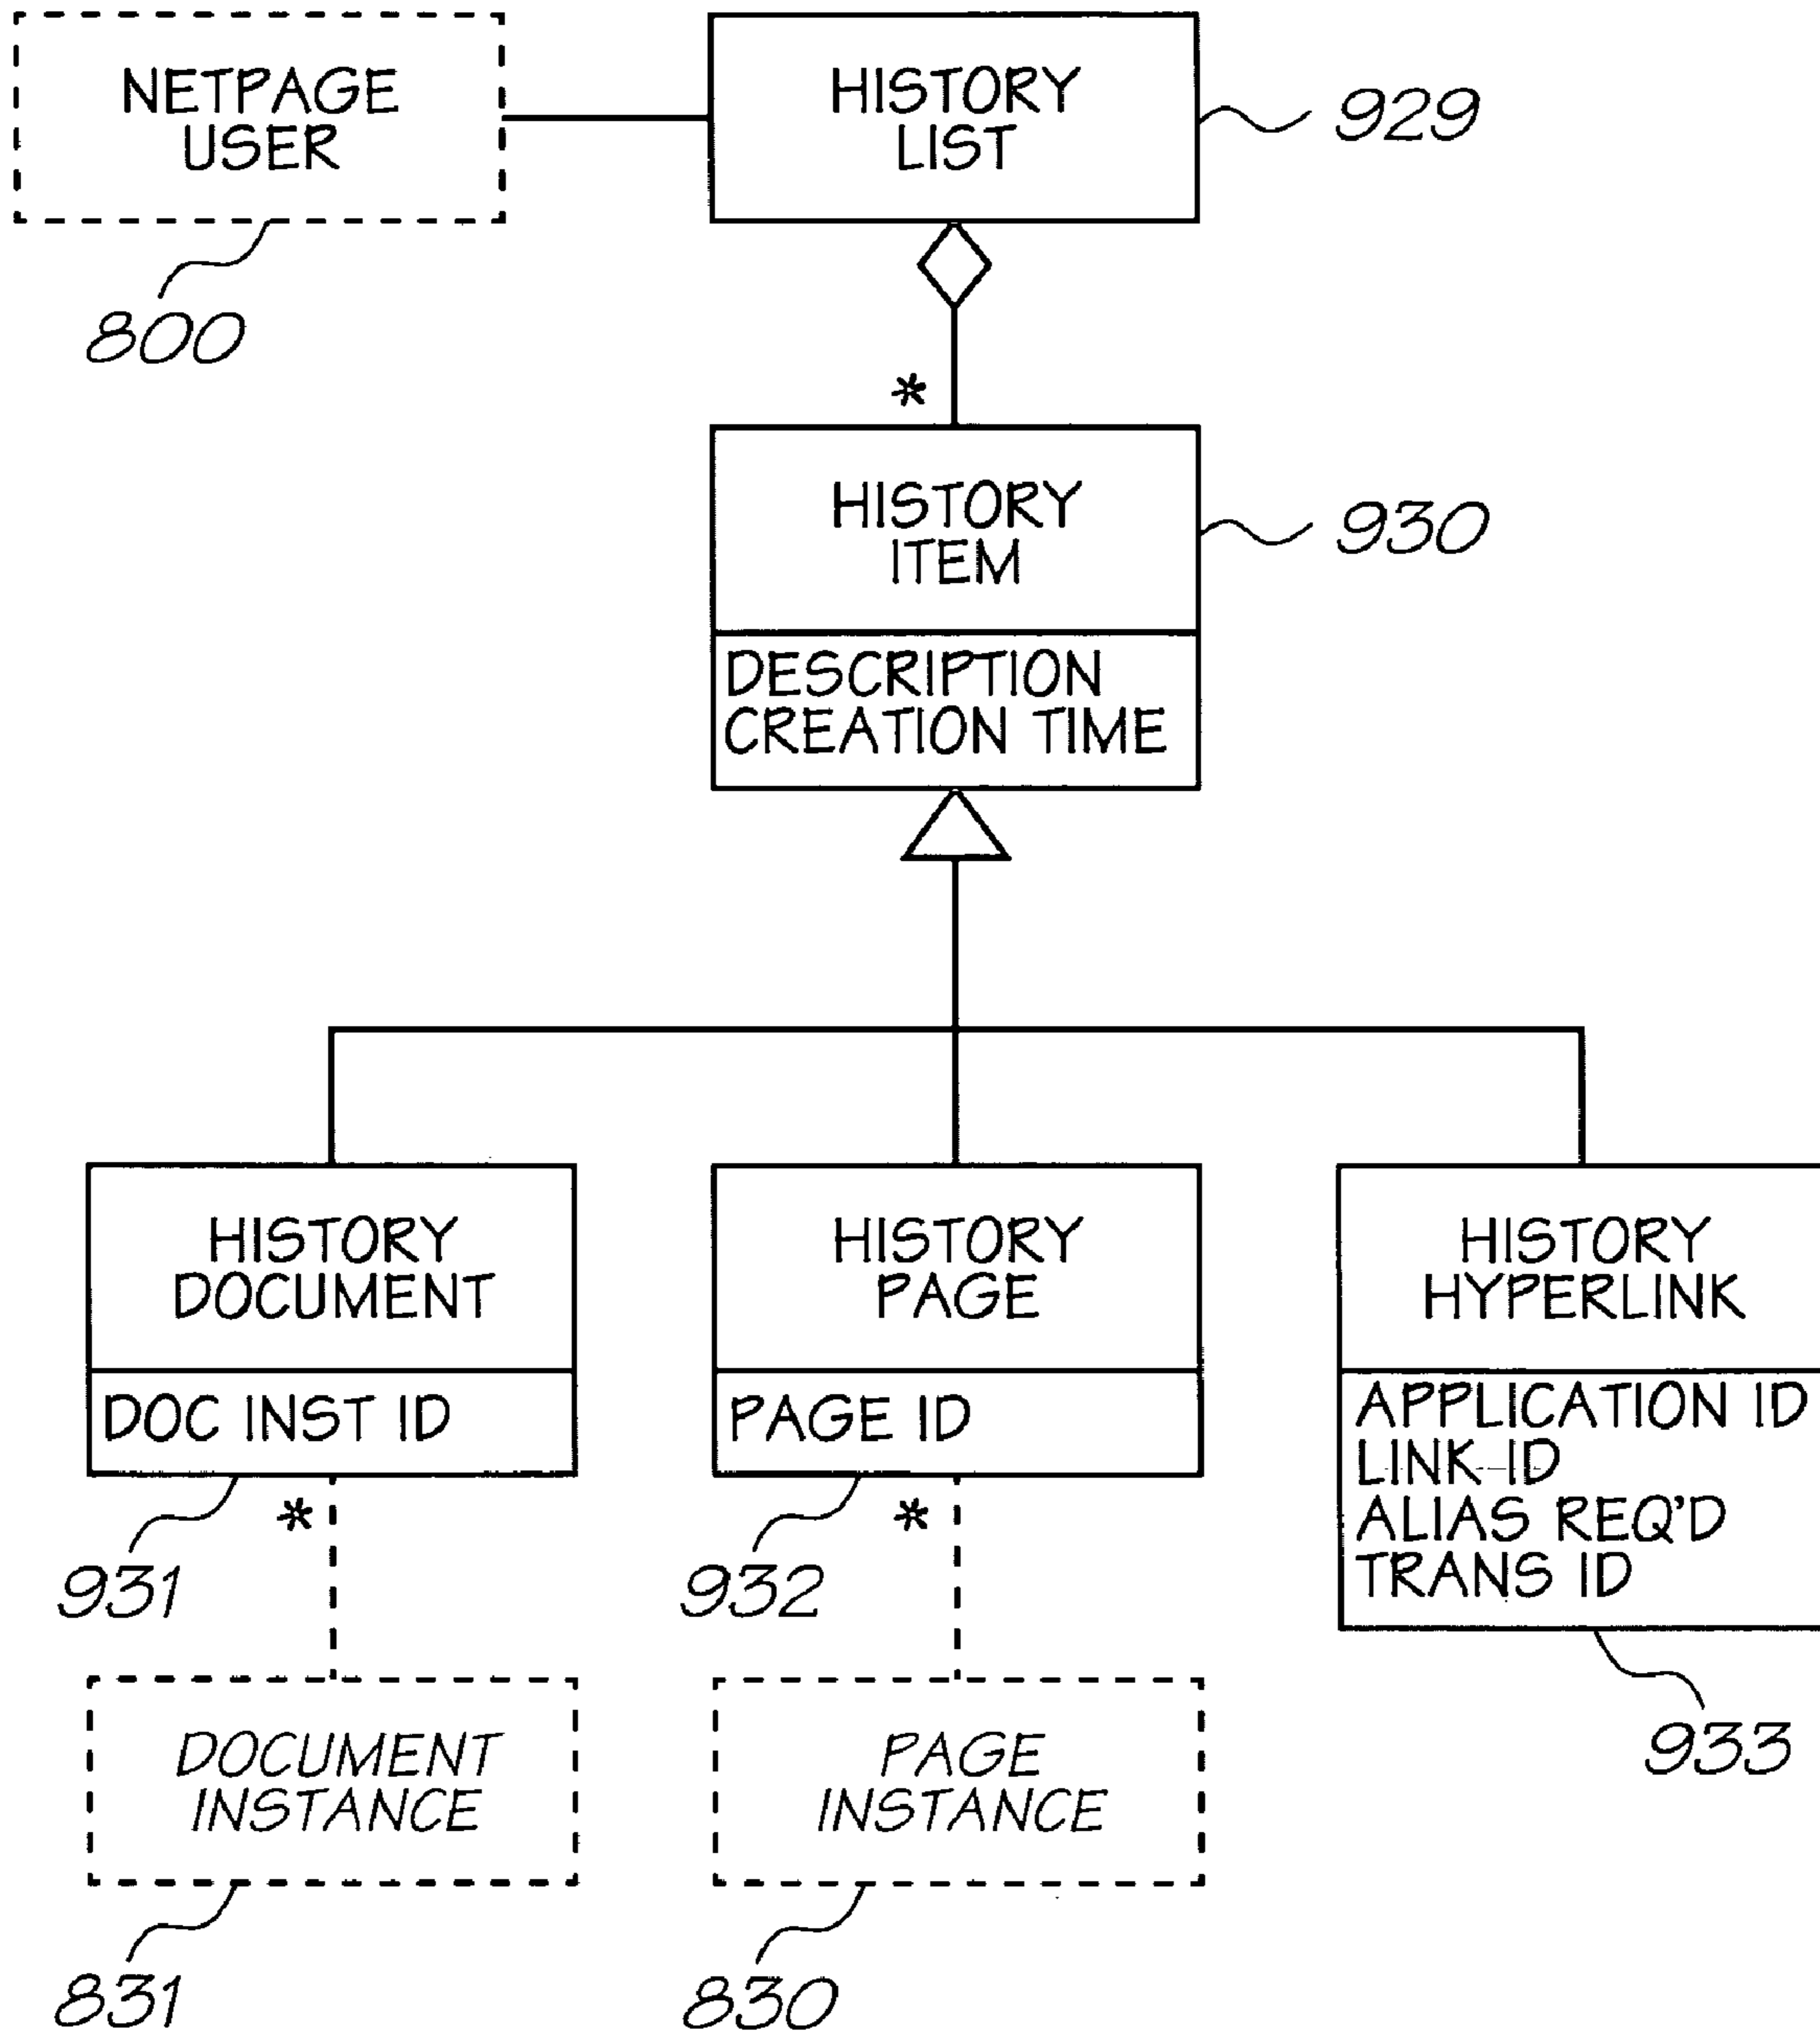 NETPAGE
USER
800
HISTORY
LIST
929
*
HISTORY
ITEM
930
DESCRIPTION
CREATION TIME
HISTORY
DOCUMENT
DOC INST ID
931
*
HISTORY
PAGE
PAGE ID
932
*
HISTORY
HYPERLINK
APPLICATION ID
LINK ID
ALIAS REQ'D
TRANS ID
933
DOCUMENT
INSTANCE
831
PAGE
INSTANCE
830